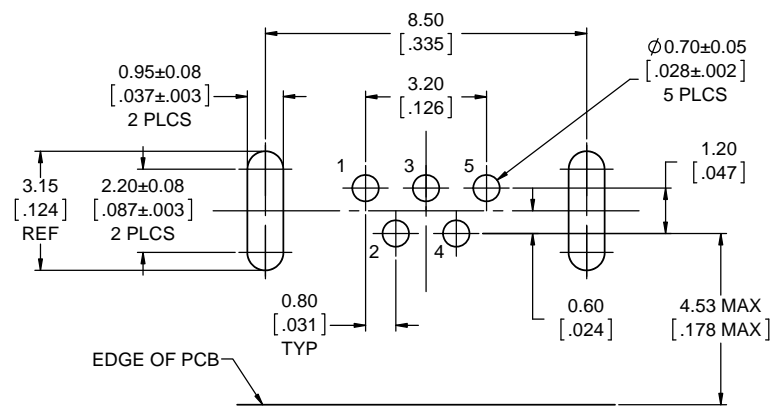 8.50
[.335]
0.95±0.08
[.037±.003]
2 PLCS
3.20
[.126]
Ø0.70±0.05
[.028±.002]
5 PLCS
1
3
5
1.20
[.047]
3.15
[.124]
REF
2.20±0.08
[.087±.003]
2 PLCS
2
4
0.80
[.031]
TYP
0.60
[.024]
4.53 MAX
[.178 MAX]
EDGE OF PCB